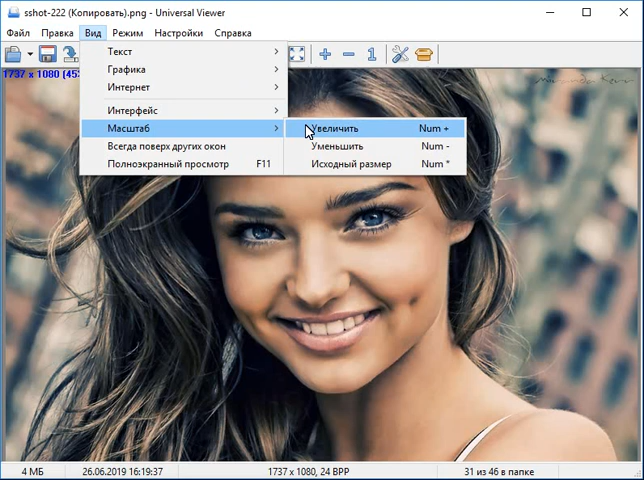 sshot-222 (Копировать).png - Universal Viewer
Файл Правка Вид Режим Настройки Справка
1
1737 x 1080 (45
Текст
Графика
Интернет
Интерфейс
Масштаб
Всегда поверх других окон
Полноэкранный просмотр F11
Увеличить Num +
Уменьшить Num -
Исходный размер Num *
4 МБ 26.06.2019 16:19:37 1737 x 1080, 24 BPP 31 из 46 в папке